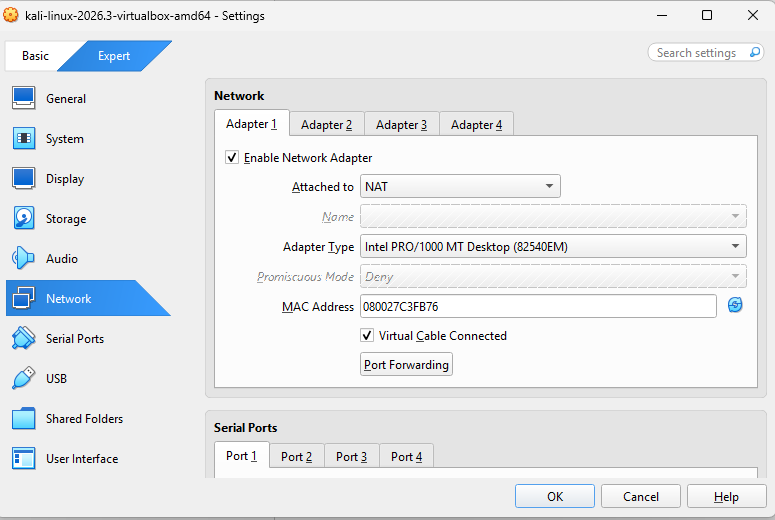 kali-linux-2026.3-virtualbox-amd64 - Settings
Basic Expert Search settings
General
System
Display
Storage
Audio
Network
Serial Ports
USB
Shared Folders
User Interface
Network
Adapter 1 Adapter 2 Adapter 3 Adapter 4
Enable Network Adapter
Attached to NAT
Name
Adapter Type Intel PRO/1000 MT Desktop (82540EM)
Promiscuous Mode Deny
MAC Address 080027C3FB76
Virtual Cable Connected
Port Forwarding
Serial Ports
Port 1 Port 2 Port 3 Port 4
OK Cancel Help